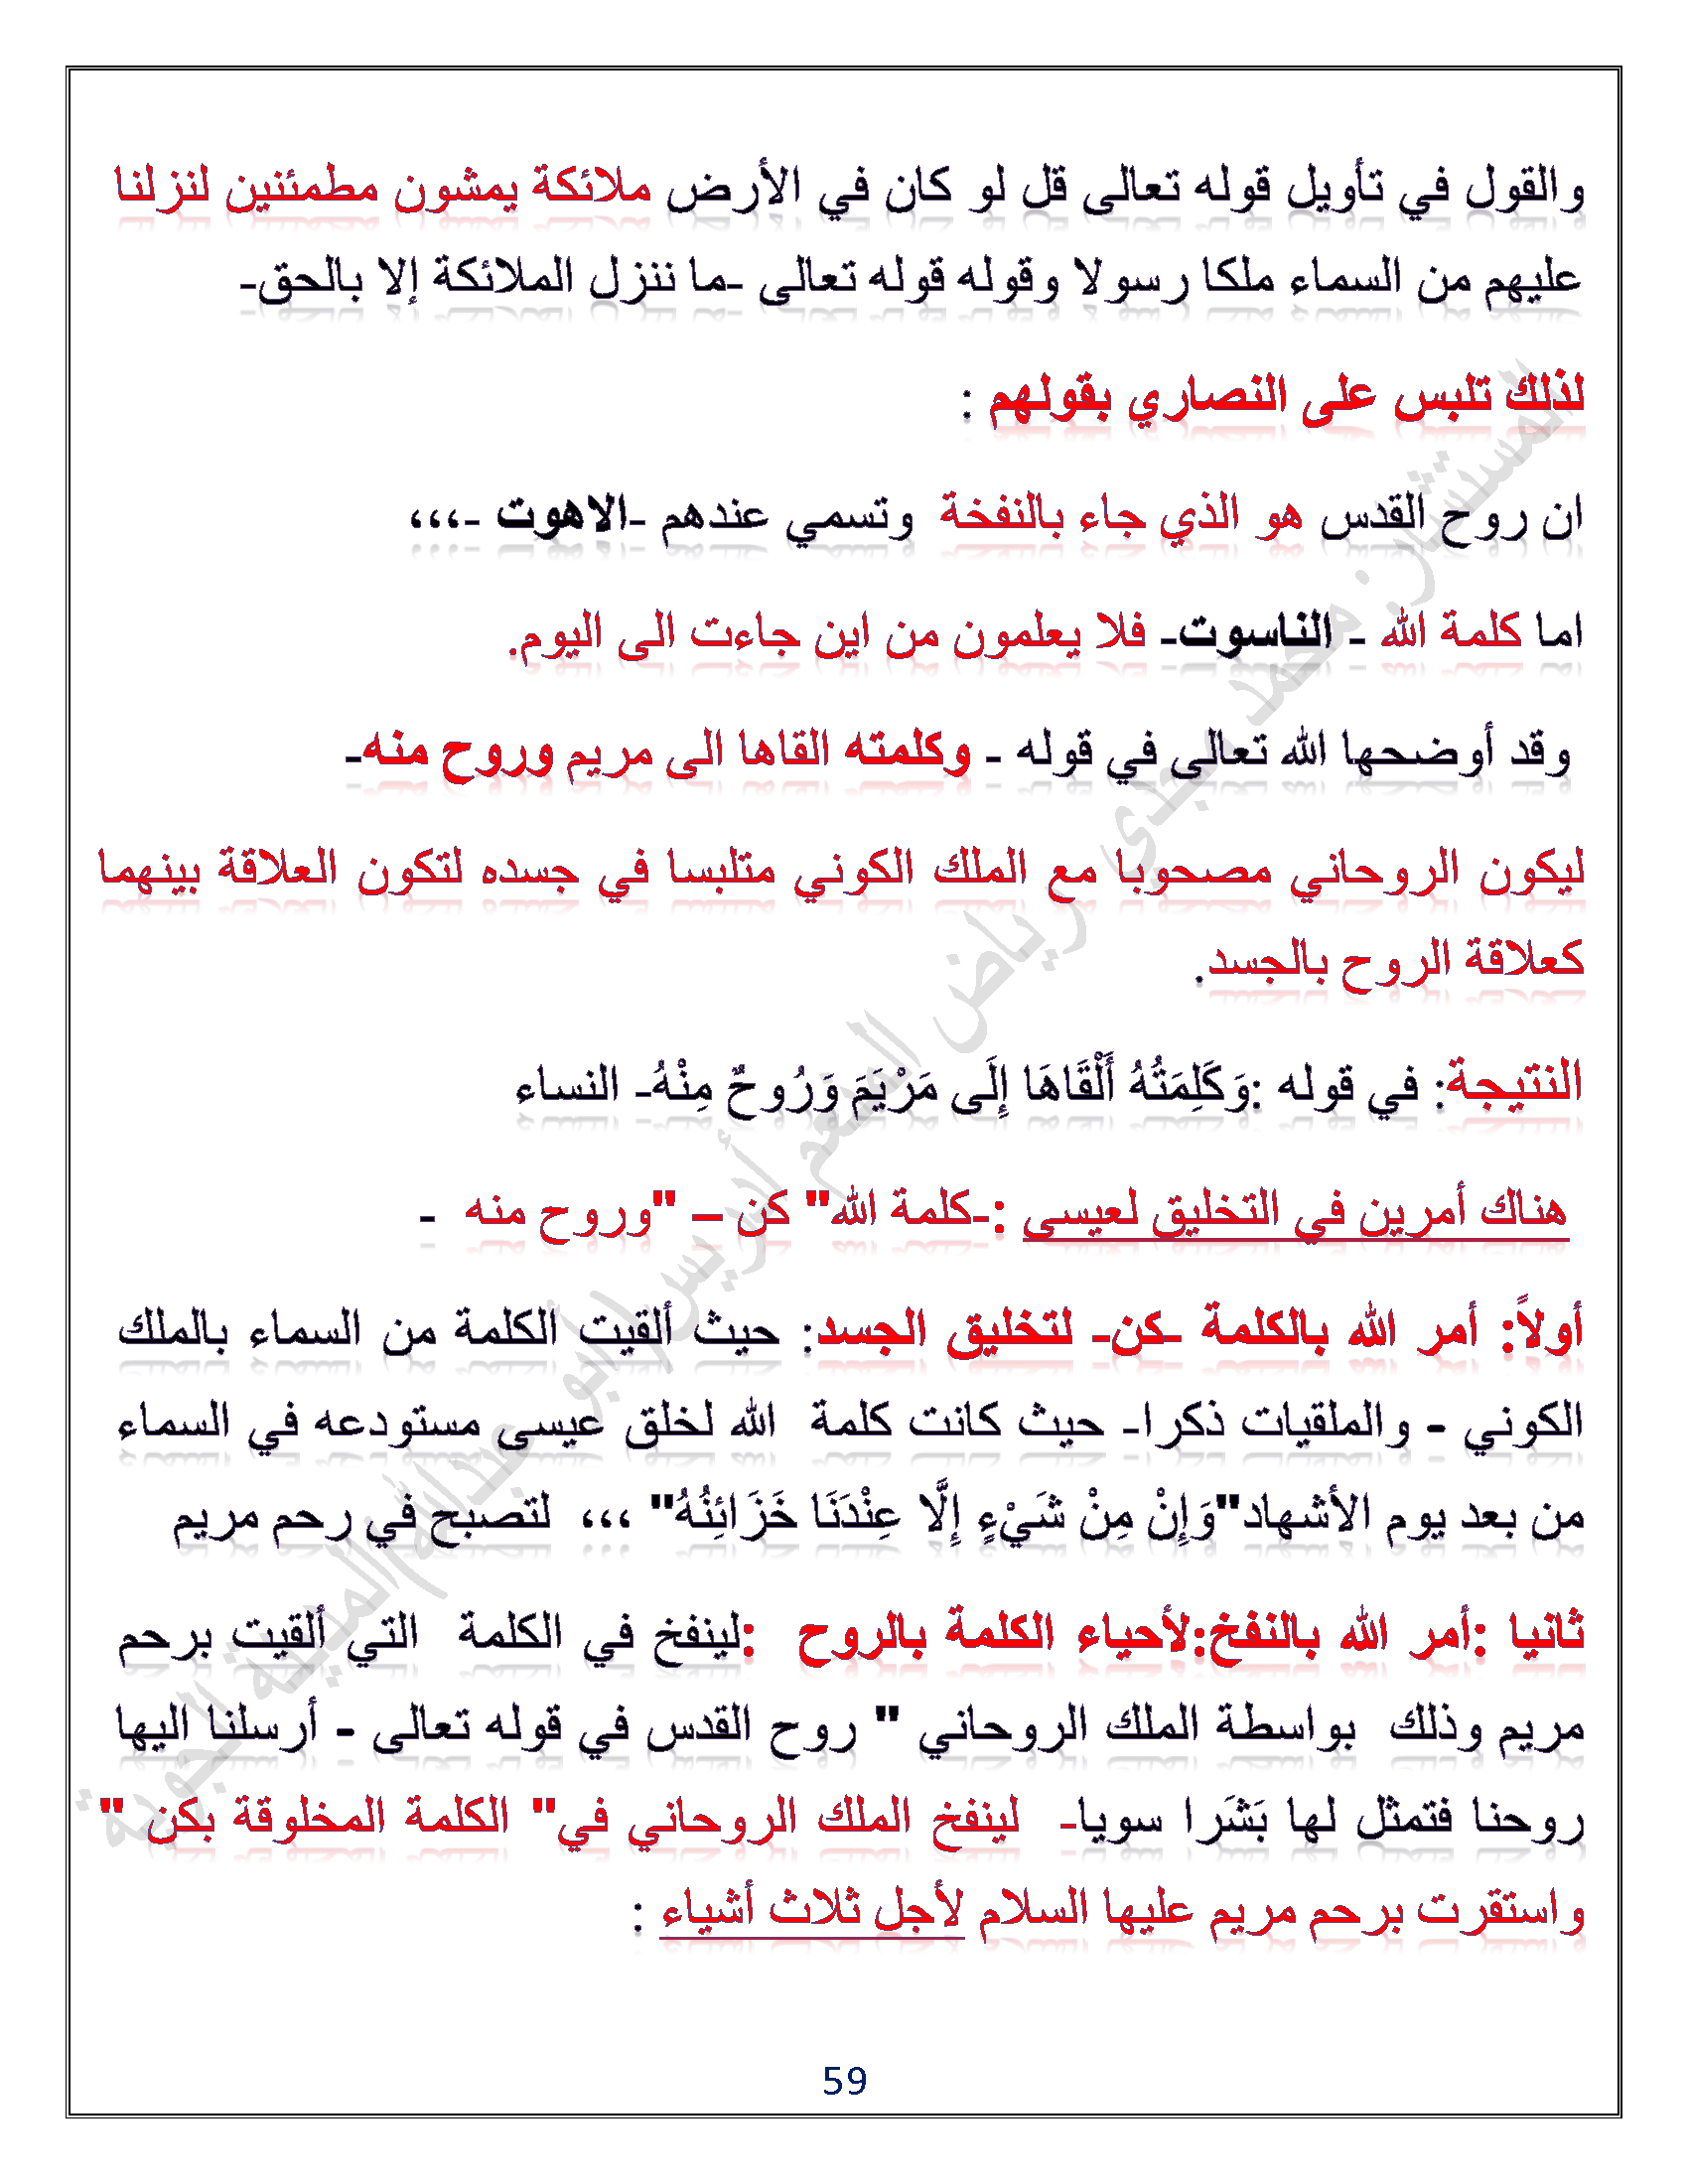 والقول في تأويل قوله تعالى قل لو كان في الأرض ملائكة يمشون مطمئنين لنزلنا
عليهم من السماء ملكا رسولا وقوله قوله تعالى -ما ننزل الملائكة إلا بالحق-
لذلك تلبس على النصاري بقولهم :
ان روح القدس هو الذي جاء بالنفخة وتسمي عندهم -الاهوت -،،،
اما كلمة الله - الناسوت- فلا يعلمون من اين جاءت الى اليوم.
وقد أوضحها الله تعالى في قوله - وكلمته القاها الى مريم وروح منه-
ليكون الروحاني مصحوبا مع الملك الكوني متلبسا في جسده لتكون العلاقة بينهما
كعلاقة الروح بالجسد.
النتيجة: في قوله :وَكَلِمَتُهُ أَلْقَاهَا إِلَى مَرْيَمَ وَرُوحٌ مِنْهُ- النساء
هناك أمرين في التخليق لعيسى :-كلمة الله" كن – "وروح منه -
أولاً: أمر الله بالكلمة -كن- لتخليق الجسد: حيث ألقيت الكلمة من السماء بالملك
الكوني - والملقيات ذكرا- حيث كانت كلمة الله لخلق عيسى مستودعه في السماء
من بعد يوم الأشهاد"وَإِنْ مِنْ شَيْءٍ إِلَّا عِنْدَنَا خَزَائِنُهُ" ،،، لتصبح في رحم مريم
ثانيا :أمر الله بالنفخ:لأحياء الكلمة بالروح :لينفخ في الكلمة التي ألقيت برحم
مريم وذلك بواسطة الملك الروحاني " روح القدس في قوله تعالى - أرسلنا اليها
روحنا فتمثل لها بَشَرا سويا- لينفخ الملك الروحاني في" الكلمة المخلوقة بكن "
واستقرت برحم مريم عليها السلام لأجل ثلاث أشياء :
59